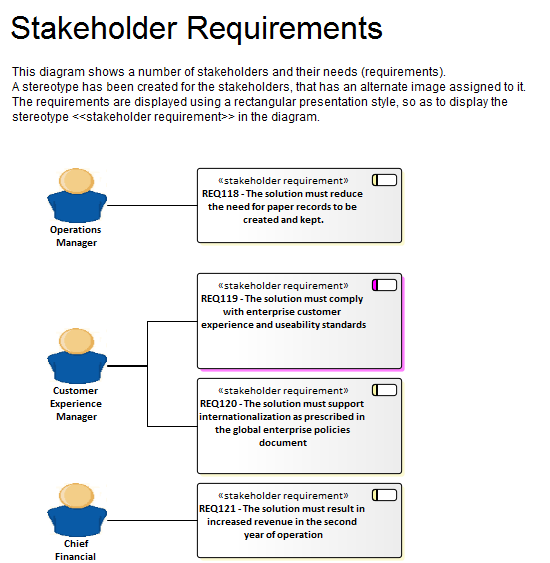 Stakeholder Requirements
This diagram shows a number of stakeholders and their needs (requirements).
A stereotype has been created for the stakeholders, that has an alternate image assigned to it.
The requirements are displayed using a rectangular presentation style, so as to display the
stereotype <<stakeholder requirement>> in the diagram.
Operations
Manager
«stakeholder requirement»
REQ118 - The solution must reduce
the need for paper records to be
created and kept.
Customer
Experience
Manager
«stakeholder requirement»
REQ119 - The solution must comply
with enterprise customer
experience and useability standards
«stakeholder requirement»
REQ120 - The solution must support
internationalization as prescribed in
the global enterprise policies
document
Chief
Financial
«stakeholder requirement»
REQ121 - The solution must result in
increased revenue in the second
year of operation